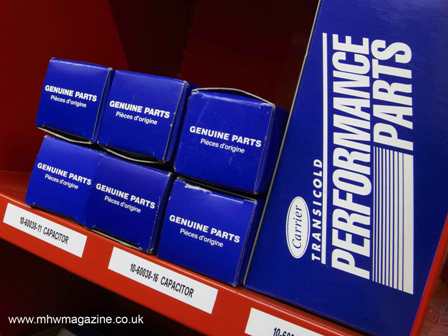 GENUINE PARTS
Pièces d'origine
GENUINE PARTS
Pièces d'origine
GENUINE PARTS
Pièces d'origine
GENUINE PARTS
Pièces d'origine
GENUINE PARTS
Pièces d'origine
GENUINE PARTS
Pièces d'origine
Carrier
TRANSICOLD
PERFORMANCE
PARTS
10-60038-11 CAPACITOR
10-60038-16 CAPACITOR
www.mhwmagazine.co.uk